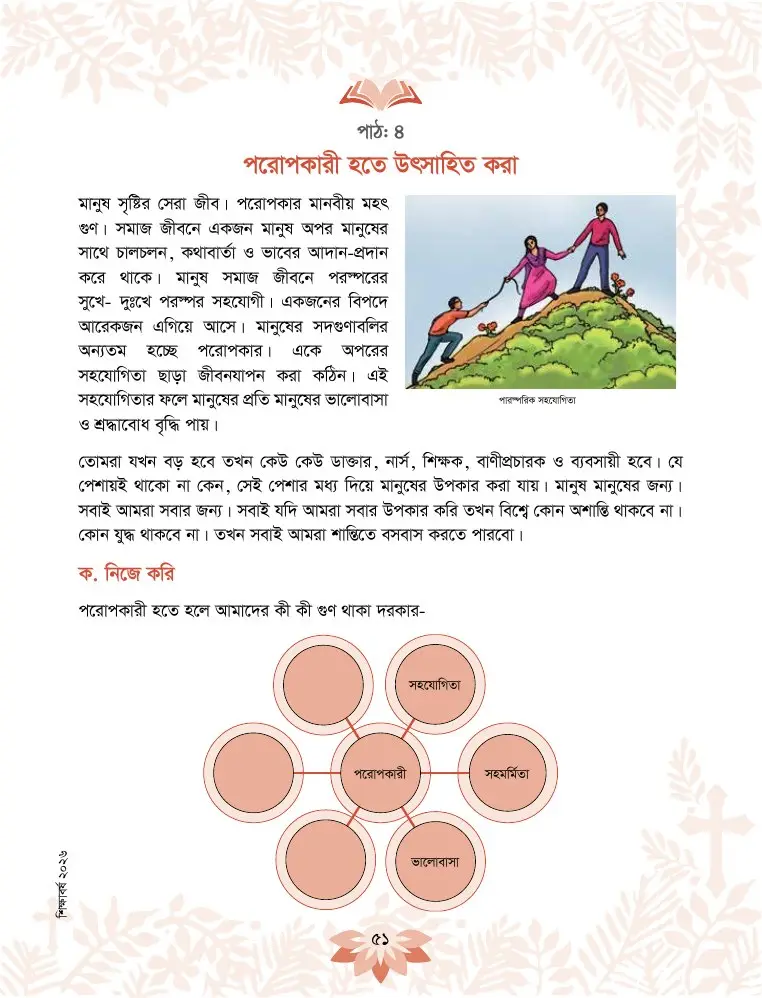 পাঠ: ৪
পরোপকারী হতে উৎসাহিত করা
মানুষ সৃষ্টির সেরা জীব। পরোপকার মানবীয় মহৎ
গুণ। সমাজ জীবনে একজন মানুষ অপর মানুষের
সাথে চালচলন, কথাবার্তা ও ভাবের আদান-প্রদান
করে থাকে। মানুষ সমাজ জীবনে পরস্পরের
সুখে- দুঃখে পরস্পর সহযোগী। একজনের বিপদে
আরেকজন এগিয়ে আসে। মানুষের সদগুণাবলির
অন্যতম হচ্ছে পরোপকার। একে অপরের
সহযোগিতা ছাড়া জীবনযাপন করা কঠিন। এই
সহযোগিতার ফলে মানুষের প্রতি মানুষের ভালোবাসা
ও শ্রদ্ধাবোধ বৃদ্ধি পায়।
পারস্পরিক সহযোগিতা
তোমরা যখন বড় হবে তখন কেউ কেউ ডাক্তার, নার্স, শিক্ষক, বাণীপ্রচারক ও ব্যবসায়ী হবে। যে
পেশায়ই থাকো না কেন, সেই পেশার মধ্য দিয়ে মানুষের উপকার করা যায়। মানুষ মানুষের জন্য।
সবাই আমরা সবার জন্য। সবাই যদি আমরা সবার উপকার করি তখন বিশ্বে কোন অশান্তি থাকবে না।
কোন যুদ্ধ থাকবে না। তখন সবাই আমরা শান্তিতে বসবাস করতে পারবো।
ক. নিজে করি
পরোপকারী হতে হলে আমাদের কী কী গুণ থাকা দরকার-
সহযোগিতা
পরোপকারী
সহমর্মিতা
ভালোবাসা
শিক্ষাবর্ষ ২০২৬
৫১